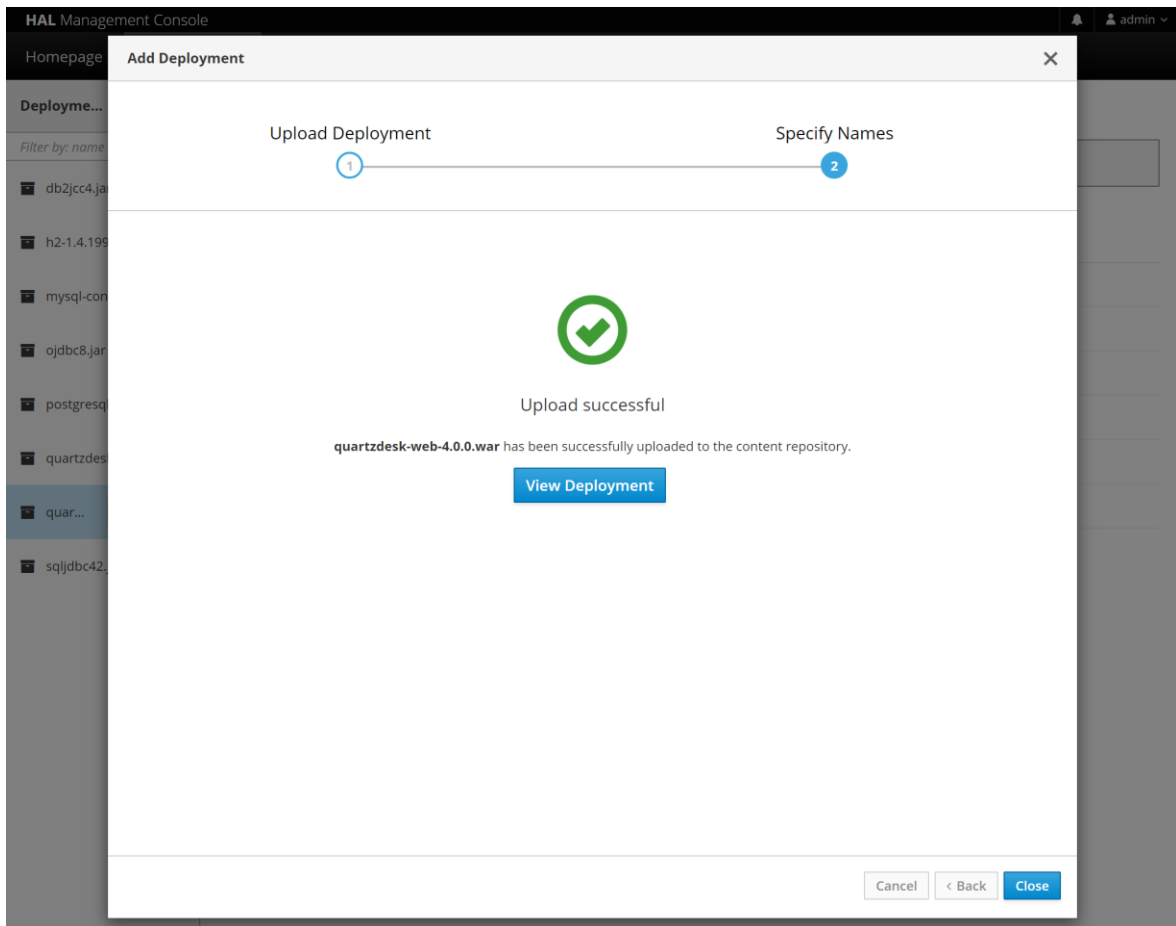 HAL Management Console
admin
Homepage
Add Deployment
Deployme...
Upload Deployment
Specify Names
Filter by: name
1
2
db2jcc4.ja
h2-1.4.199
mysql-con
ojdbc8.jar
Upload successful
postgresql
quartzdesk-web-4.0.0.war has been successfully uploaded to the content repository.
quartzdes
View Deployment
quar...
sqljdbc42.
Cancel
< Back
Close